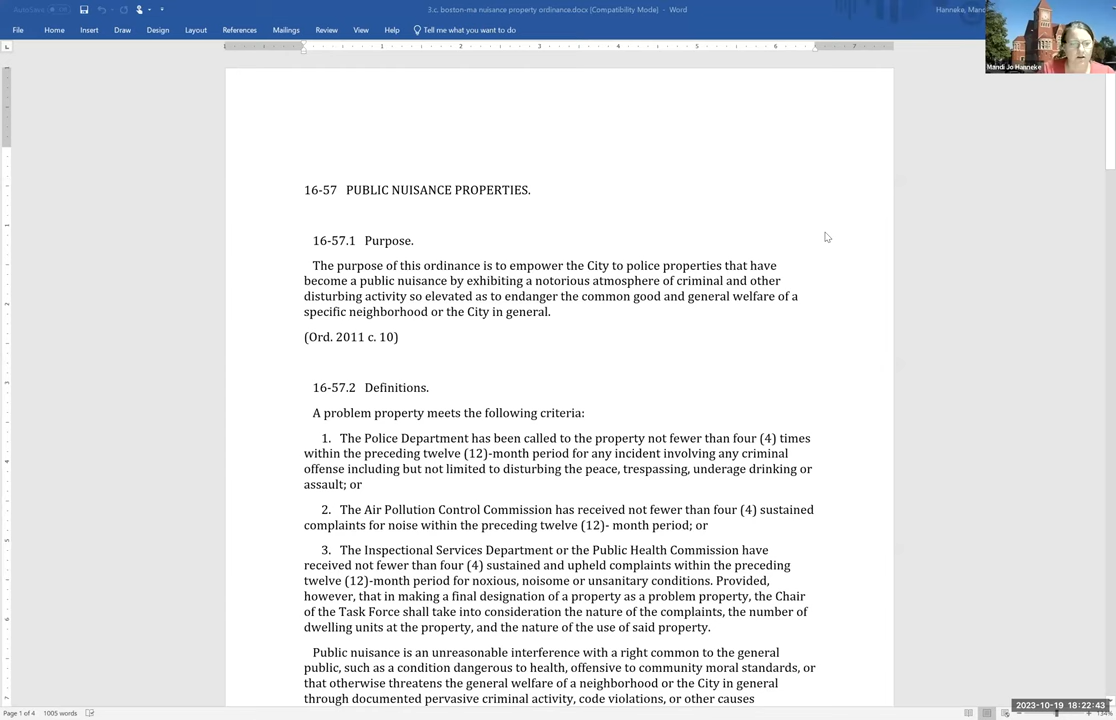 AutoSave
3.c. boston-ma nuisance property ordinance.docx [Compatibility Mode] - Word
Hanneke,
File Home Insert Draw Design Layout References Mailings Review View Help Tell me what you want to do
Mandi Jo Hanneke
16-57 PUBLIC NUISANCE PROPERTIES.
16-57.1 Purpose.
The purpose of this ordinance is to empower the City to police properties that have
become a public nuisance by exhibiting a notorious atmosphere of criminal and other
disturbing activity so elevated as to endanger the common good and general welfare of a
specific neighborhood or the City in general.
(Ord. 2011 c. 10)
16-57.2 Definitions.
A problem property meets the following criteria:
1. The Police Department has been called to the property not fewer than four (4) times
within the preceding twelve (12)-month period for any incident involving any criminal
offense including but not limited to disturbing the peace, trespassing, underage drinking or
assault; or
2. The Air Pollution Control Commission has received not fewer than four (4) sustained
complaints for noise within the preceding twelve (12)- month period; or
3. The Inspectional Services Department or the Public Health Commission have
received not fewer than four (4) sustained and upheld complaints within the preceding
twelve (12)-month period for noxious, noisome or unsanitary conditions. Provided,
however, that in making a final designation of a property as a problem property, the Chair
of the Task Force shall take into consideration the nature of the complaints, the number of
dwelling units at the property, and the nature of the use of said property.
Public nuisance is an unreasonable interference with a right common to the general
public, such as a condition dangerous to health, offensive to community moral standards, or
that otherwise threatens the general welfare of a neighborhood or the City in general
through documented pervasive criminal activity, code violations, or other causes
Page 1 of 4 1005 words
2023-10-19 18:22:43